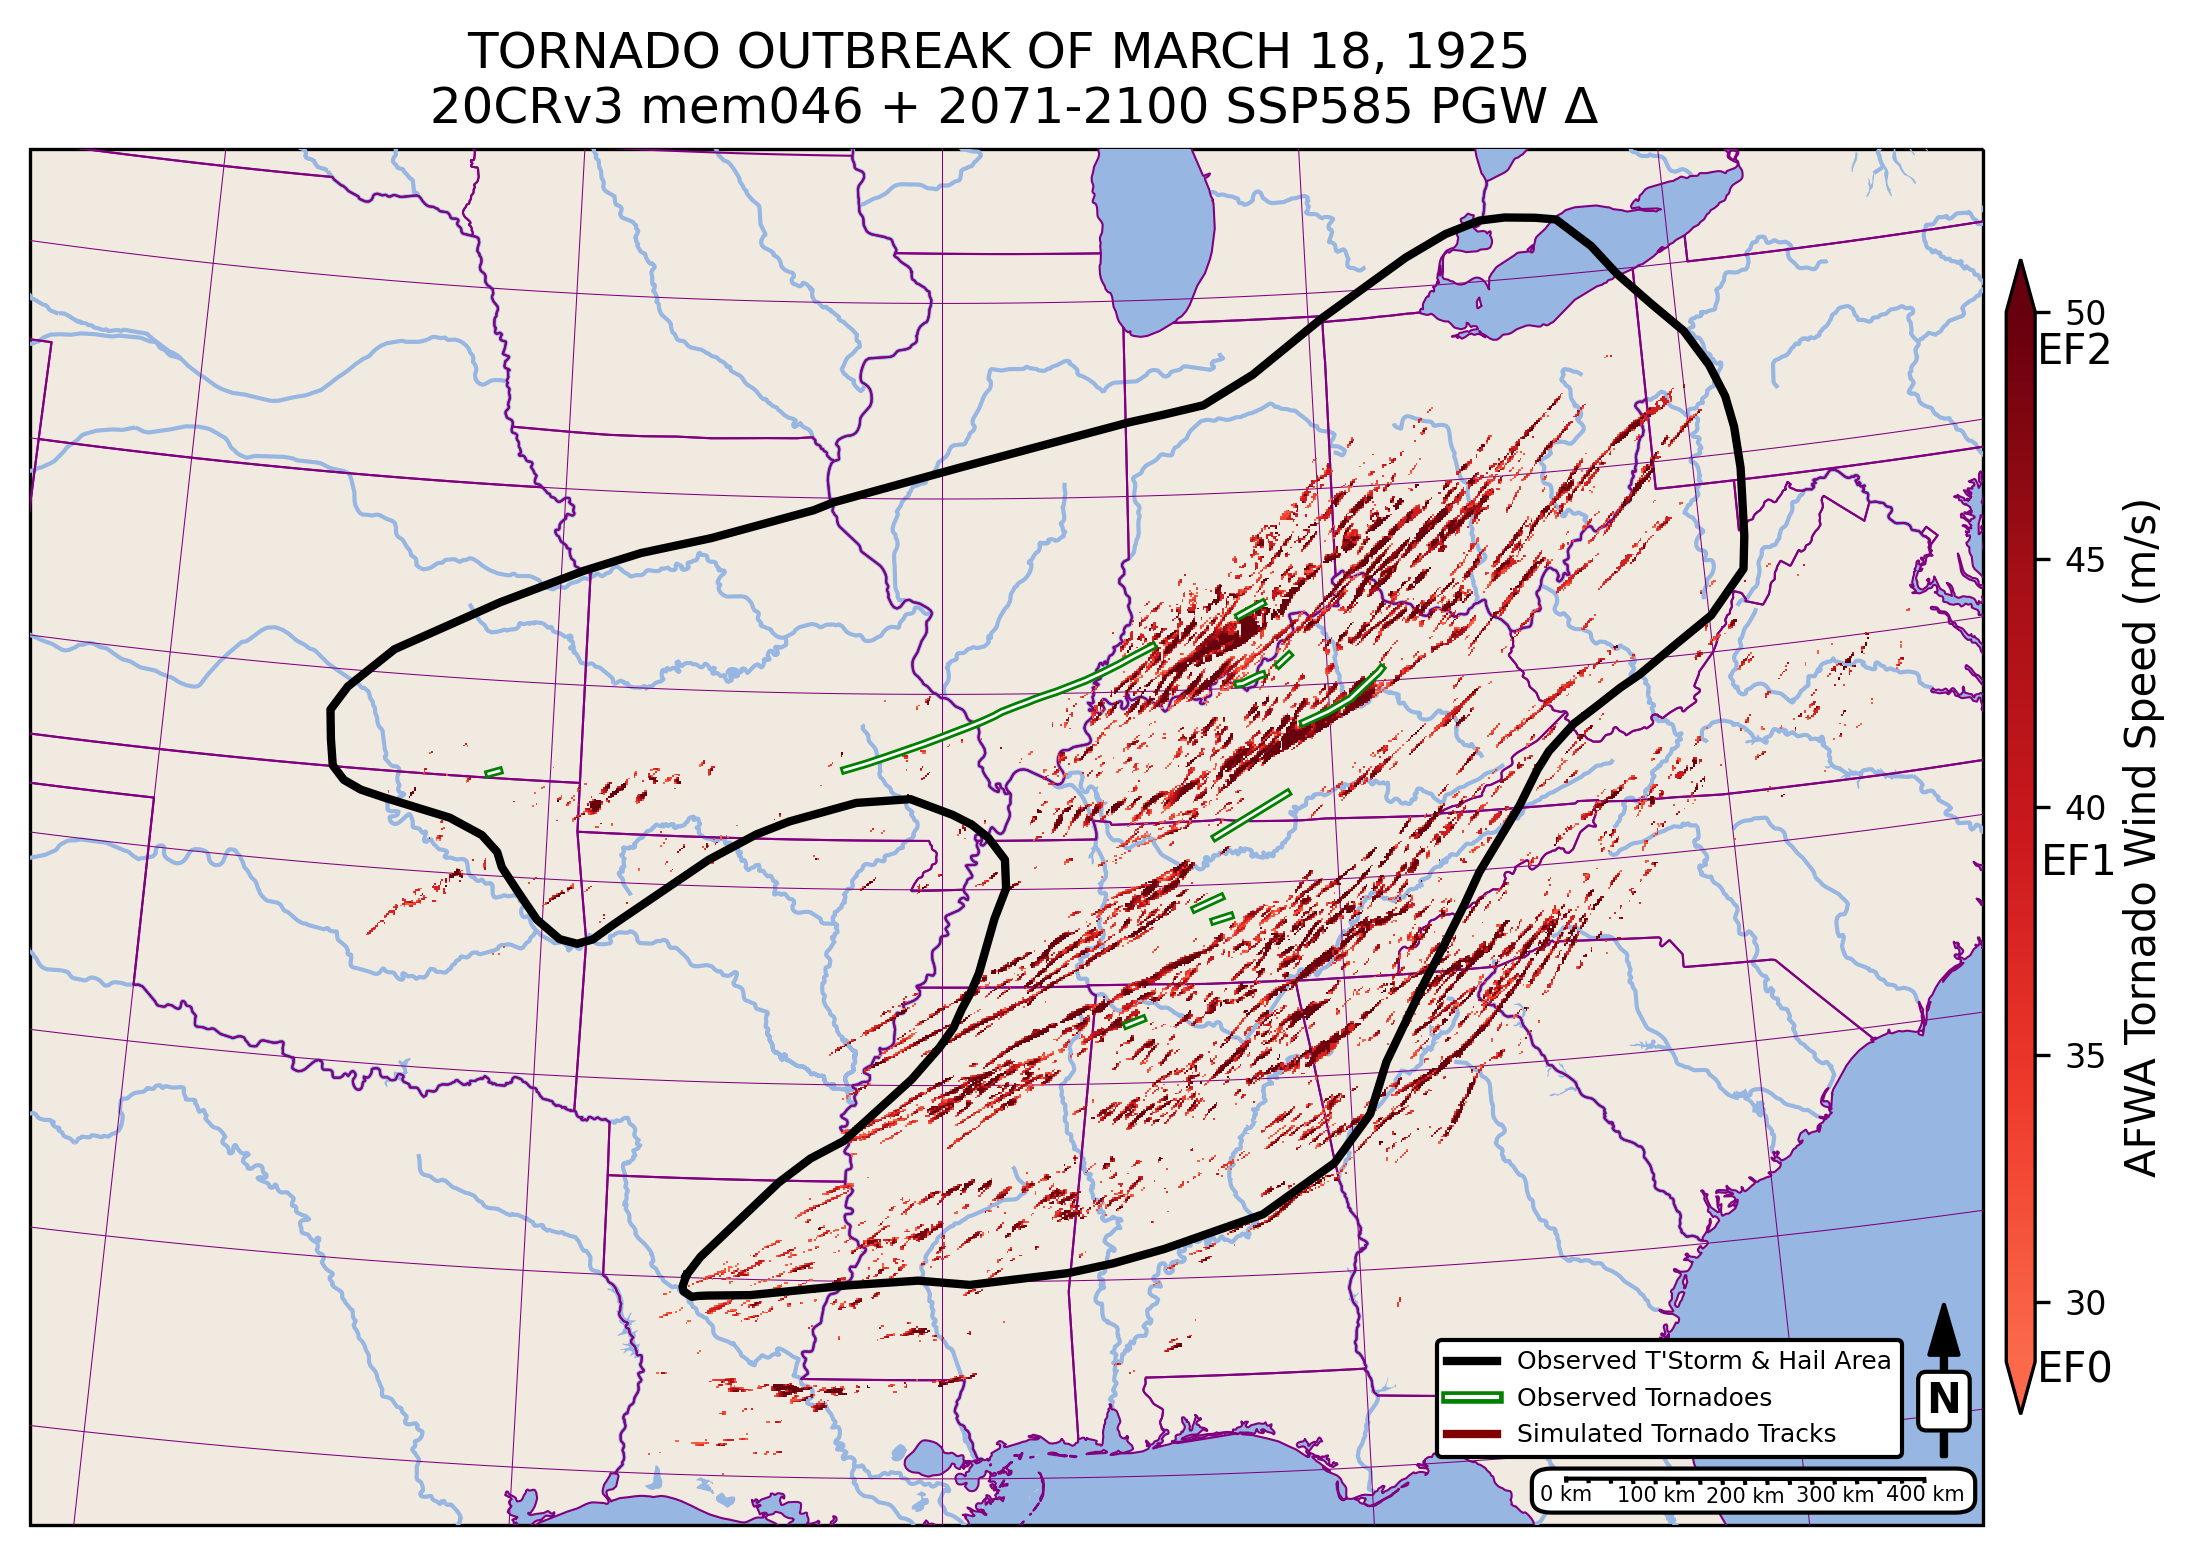 TORNADO OUTBREAK OF MARCH 18, 1925
20CRv3 mem046 + 2071-2100 SSP585 PGW Δ
50
EF2
45
40
EF1
35
30
EF0
AFWA Tornado Wind Speed (m/s)
Observed T'Storm & Hail Area
Observed Tornadoes
Simulated Tornado Tracks
N
0 km 100 km 200 km 300 km 400 km